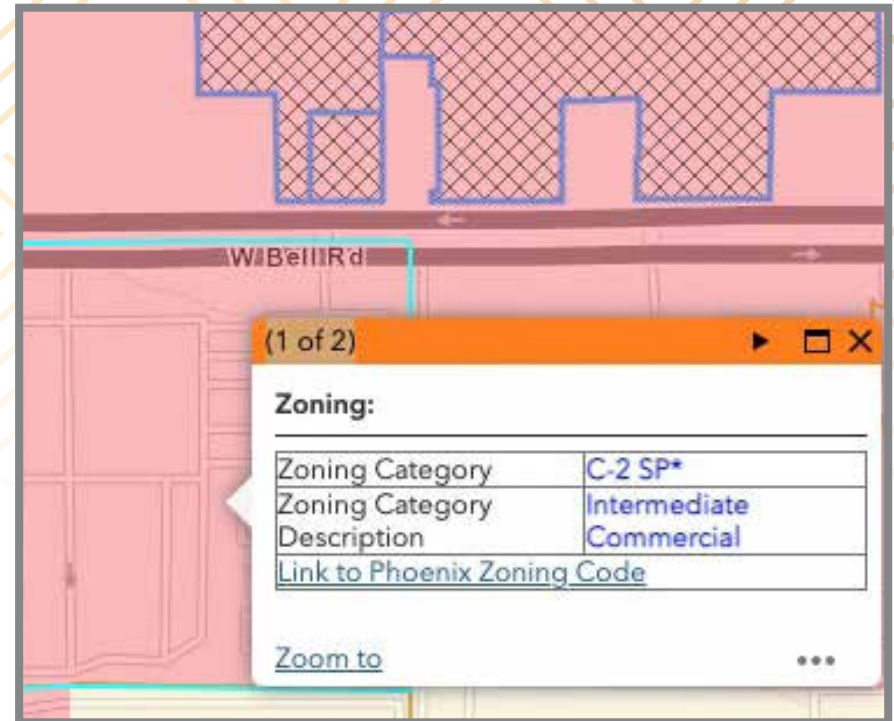 W Bell Rd
(1 of 2)
Zoning:
Zoning Category C-2 SP*
Zoning Category Intermediate
Description Commercial
Link to Phoenix Zoning Code
Zoom to